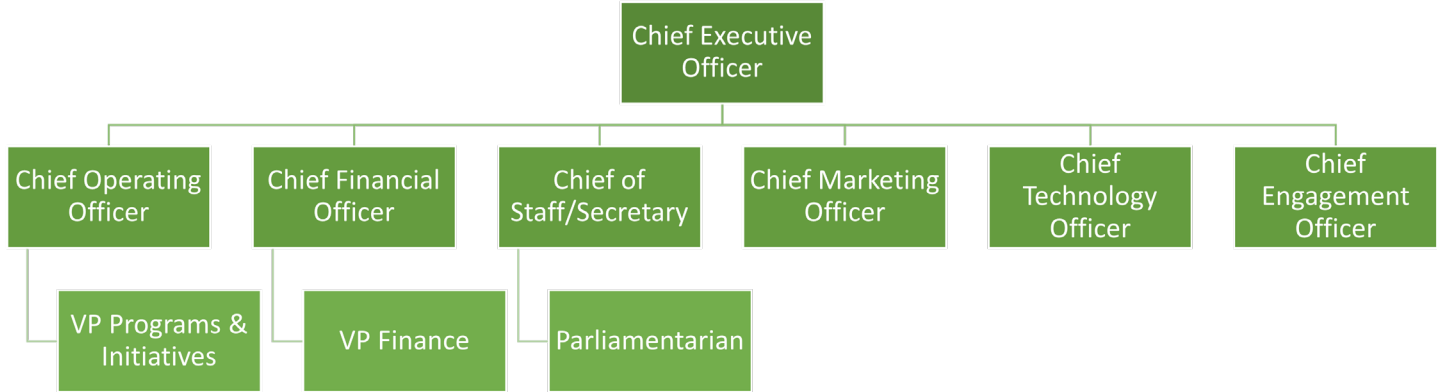 Chief Executive
Officer
Chief Operating
Officer
Chief Financial
Officer
Chief of
Staff/Secretary
Chief Marketing
Officer
Chief
Technology
Officer
Chief
Engagement
Officer
VP Programs &
Initiatives
VP Finance
Parliamentarian